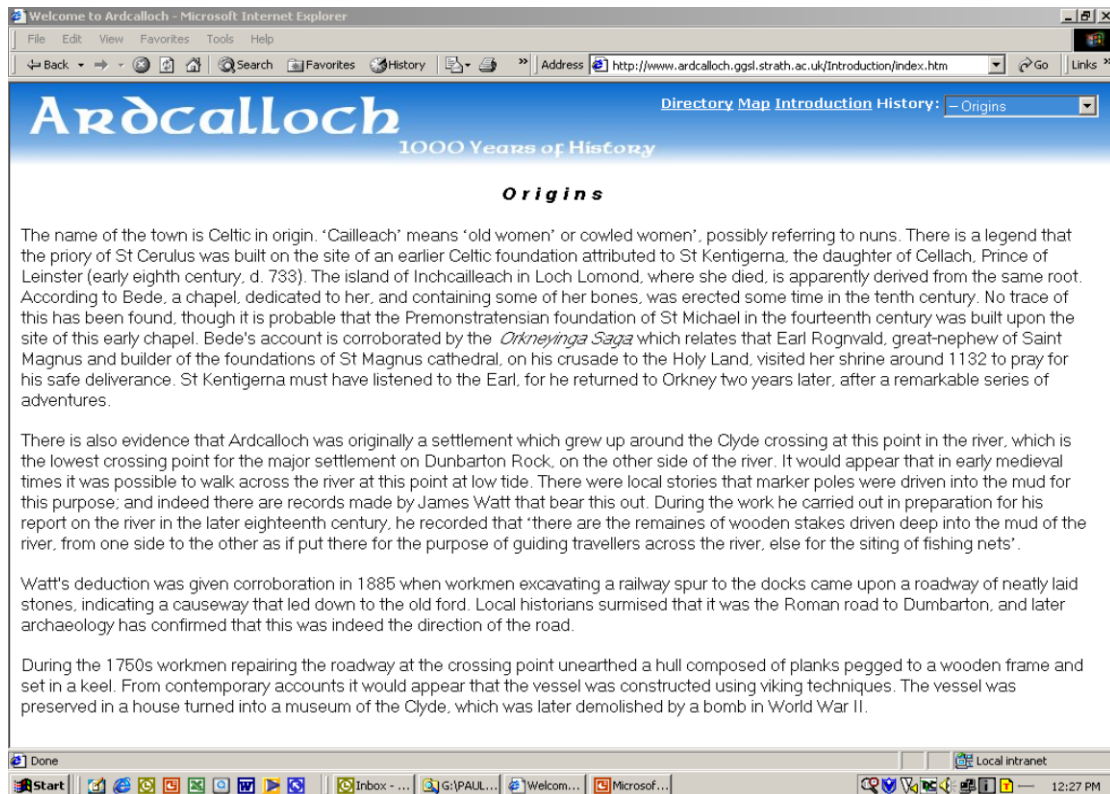 Welcome to Ardcalloch - Microsoft Internet Explorer
File Edit View Favorites Tools Help
Back Search Favorites History » Address http://www.ardcalloch.ggsl.strath.ac.uk/Introduction/index.htm Go Links »
Ardcalloch
Directory Map Introduction History: – Origins
1000 Years of History
Origins
The name of the town is Celtic in origin. ‘Cailleach’ means ‘old women’ or cowled women’, possibly referring to nuns. There is a legend that
the priory of St Cerulus was built on the site of an earlier Celtic foundation attributed to St Kentigerna, the daughter of Cellach, Prince of
Leinster (early eighth century, d. 733). The island of Inchcailleach in Loch Lomond, where she died, is apparently derived from the same root.
According to Bede, a chapel, dedicated to her, and containing some of her bones, was erected some time in the tenth century. No trace of
this has been found, though it is probable that the Premonstratensian foundation of St Michael in the fourteenth century was built upon the
site of this early chapel. Bede's account is corroborated by the Orkneyinga Saga which relates that Earl Rognvald, great-nephew of Saint
Magnus and builder of the foundations of St Magnus cathedral, on his crusade to the Holy Land, visited her shrine around 1132 to pray for
his safe deliverance. St Kentigerna must have listened to the Earl, for he returned to Orkney two years later, after a remarkable series of
adventures.
There is also evidence that Ardcalloch was originally a settlement which grew up around the Clyde crossing at this point in the river, which is
the lowest crossing point for the major settlement on Dunbarton Rock, on the other side of the river. It would appear that in early medieval
times it was possible to walk across the river at this point at low tide. There were local stories that marker poles were driven into the mud for
this purpose; and indeed there are records made by James Watt that bear this out. During the work he carried out in preparation for his
report on the river in the later eighteenth century, he recorded that ‘there are the remaines of wooden stakes driven deep into the mud of the
river, from one side to the other as if put there for the purpose of guiding travellers across the river, else for the siting of fishing nets’.
Watt's deduction was given corroboration in 1885 when workmen excavating a railway spur to the docks came upon a roadway of neatly laid
stones, indicating a causeway that led down to the old ford. Local historians surmised that it was the Roman road to Dumbarton, and later
archaeology has confirmed that this was indeed the direction of the road.
During the 1750s workmen repairing the roadway at the crossing point unearthed a hull composed of planks pegged to a wooden frame and
set in a keel. From contemporary accounts it would appear that the vessel was constructed using viking techniques. The vessel was
preserved in a house turned into a museum of the Clyde, which was later demolished by a bomb in World War II.
Done Local intranet
Start Inbox - ... G:\PAUL... Welcom... Microsof... 12:27 PM